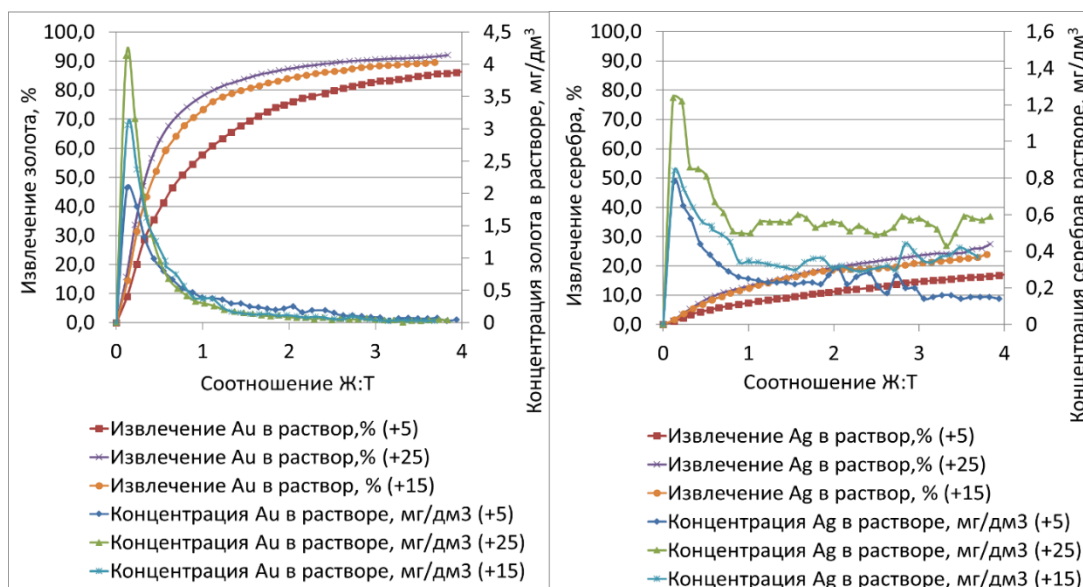 Извлечение золота, %
100,0
90,0
80,0
70,0
60,0
50,0
40,0
30,0
20,0
10,0
0,0
4,5
4
3,5
3
2,5
2
1,5
1
0,5
0
Концентрация золота в растворе, мг/дм³
0 1 2 3 4
Соотношение Ж:Т
Извлечение Au в раствор,% (+5)
Извлечение Au в раствор,% (+25)
Извлечение Au в раствор, % (+15)
Концентрация Au в растворе, мг/дм3 (+5)
Концентрация Au в растворе, мг/дм3 (+25)
Концентрация Au в растворе, мг/дм3 (+15)
Извлечение серебра, %
100,0
90,0
80,0
70,0
60,0
50,0
40,0
30,0
20,0
10,0
0,0
1,6
1,4
1,2
1
0,8
0,6
0,4
0,2
0
Концентрация серебрав растворе, мг/дм³
0 1 2 3 4
Соотношение Ж:Т
Извлечение Ag в раствор,% (+5)
Извлечение Ag в раствор,% (+25)
Извлечение Ag в раствор, % (+15)
Концентрация Ag в растворе, мг/дм3 (+5)
Концентрация Ag в растворе, мг/дм3 (+25)
Концентрация Ag в растворе, мг/дм3 (+15)